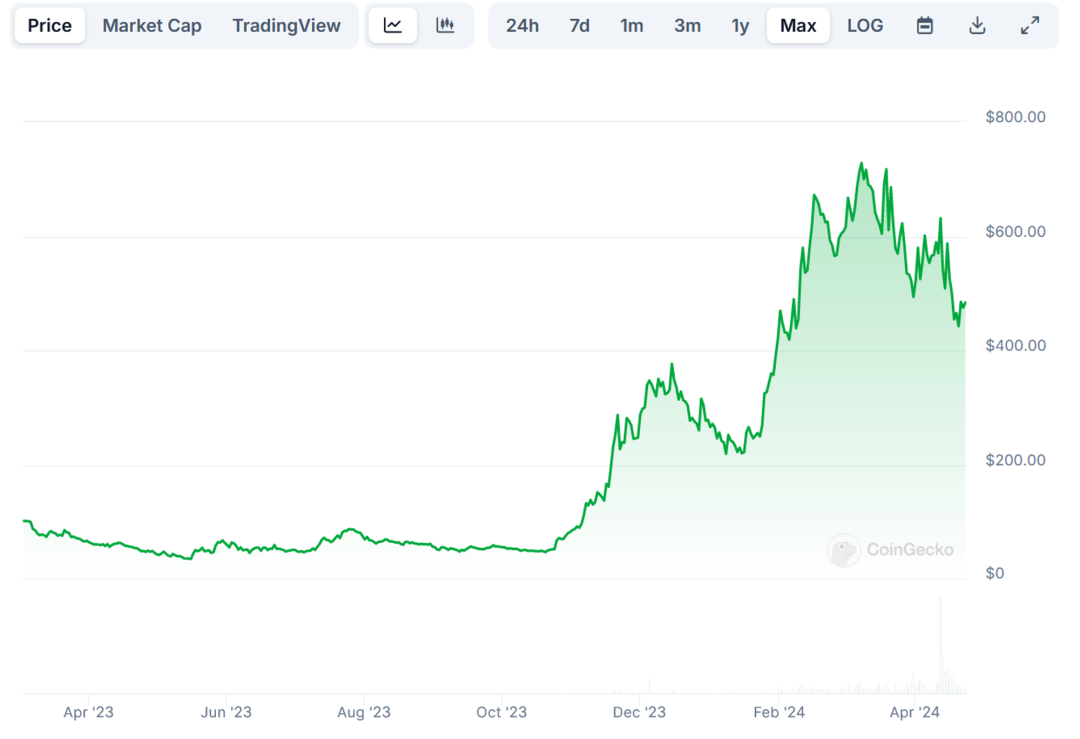 Price Market Cap TradingView 24h 7d 1m 3m 1y Max LOG
$800.00
$600.00
$400.00
$200.00
CoinGecko
$0
Apr '23 Jun '23 Aug '23 Oct '23 Dec '23 Feb '24 Apr '24